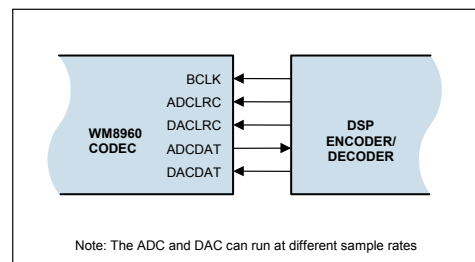 BCLK
ADCLRC
DACLRC
ADCDAT
DACDAT
WM8960
CODEC
DSP
ENCODER/
DECODER
Note: The ADC and DAC can run at different sample rates